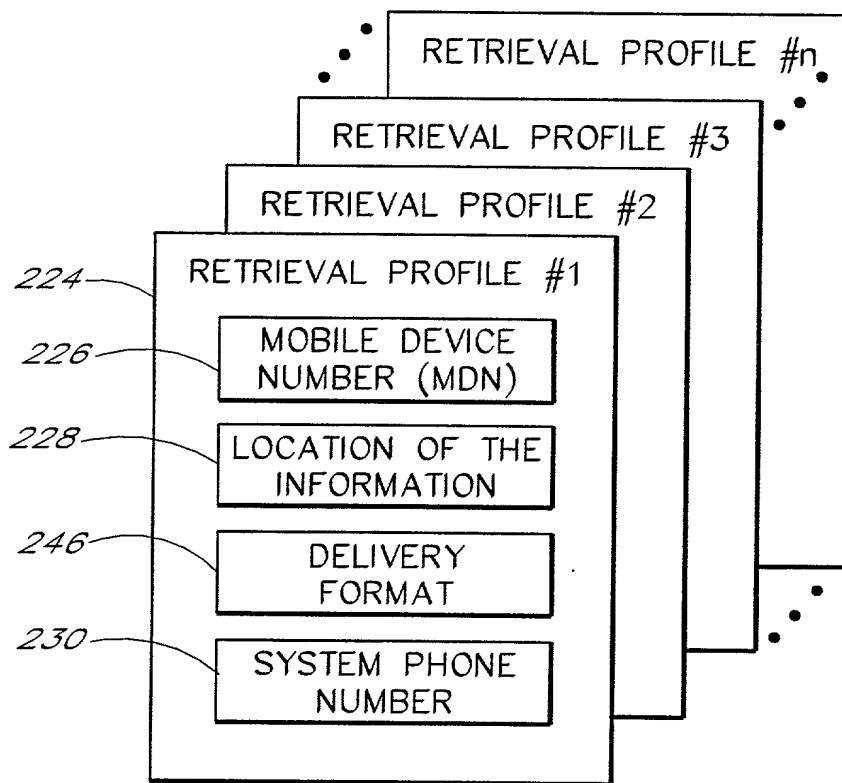 RETRIEVAL PROFILE #n
RETRIEVAL PROFILE #3
RETRIEVAL PROFILE #2
RETRIEVAL PROFILE #1
224
MOBILE DEVICE
NUMBER (MDN)
226
LOCATION OF THE
INFORMATION
228
DELIVERY
FORMAT
246
SYSTEM PHONE
NUMBER
230